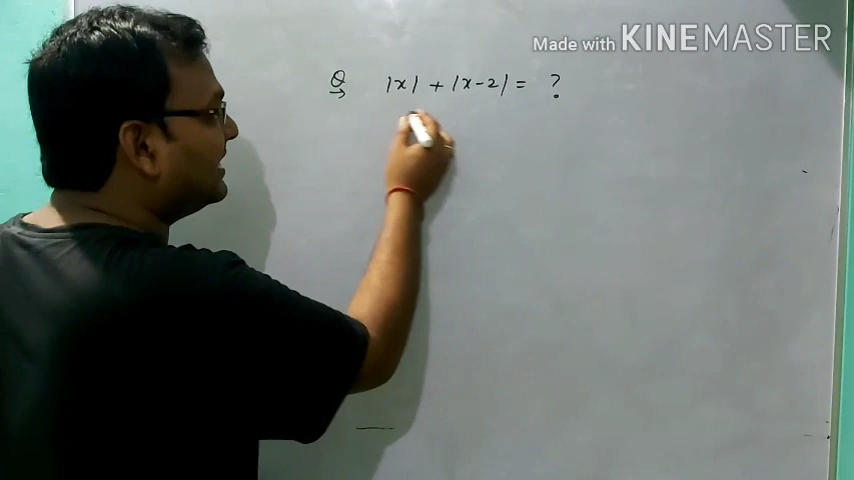 Made with KINEMASTER
Q → |x| + |x-2| = ?